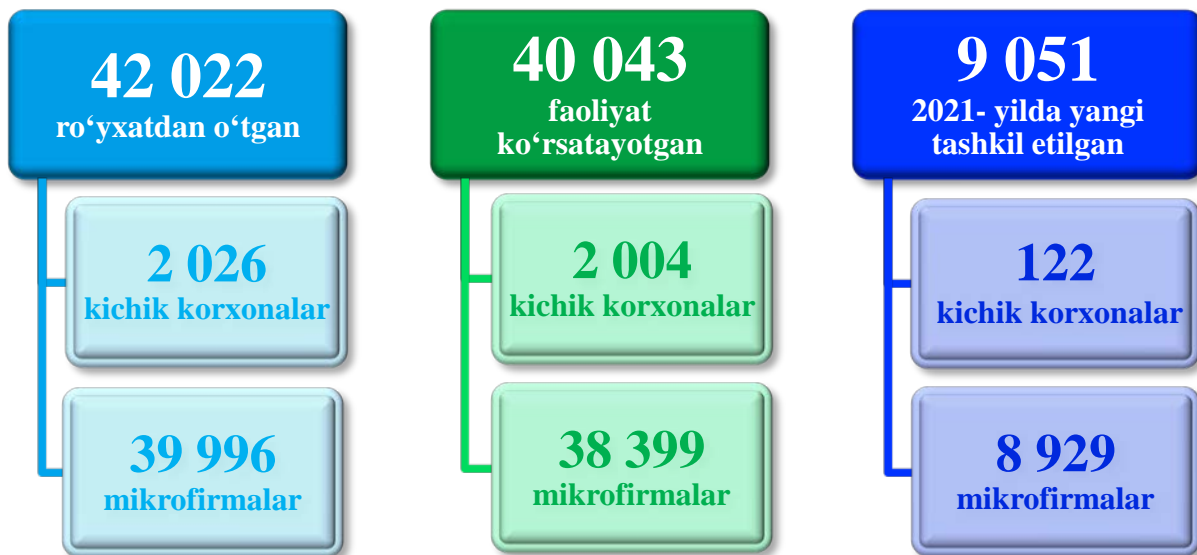 42 022
ro‘yxatdan o‘tgan
2 026
kichik korxonalar
39 996
mikrofirmalar
40 043
faoliyat
ko‘rsatayotgan
2 004
kichik korxonalar
38 399
mikrofirmalar
9 051
2021- yilda yangi
tashkil etilgan
122
kichik korxonalar
8 929
mikrofirmalar